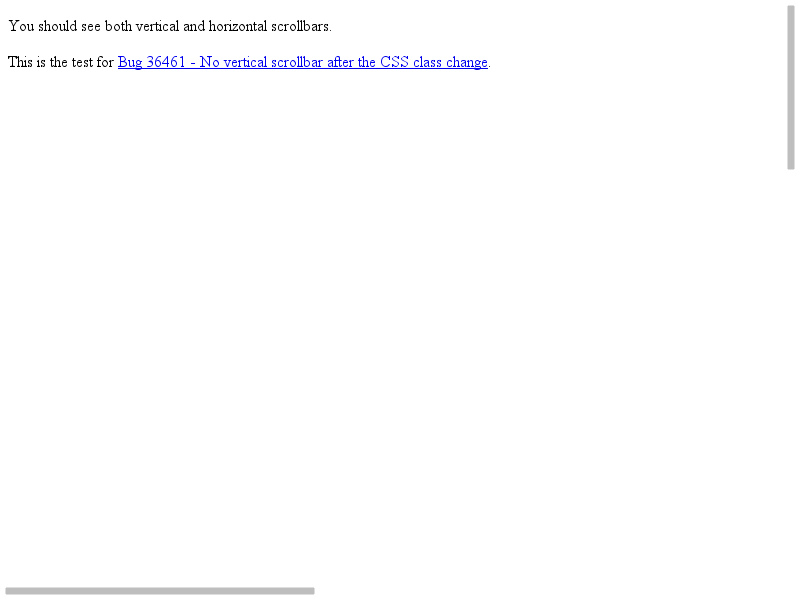 You should see both vertical and horizontal scrollbars.
This is the test for Bug 36461 - No vertical scrollbar after the CSS class change.